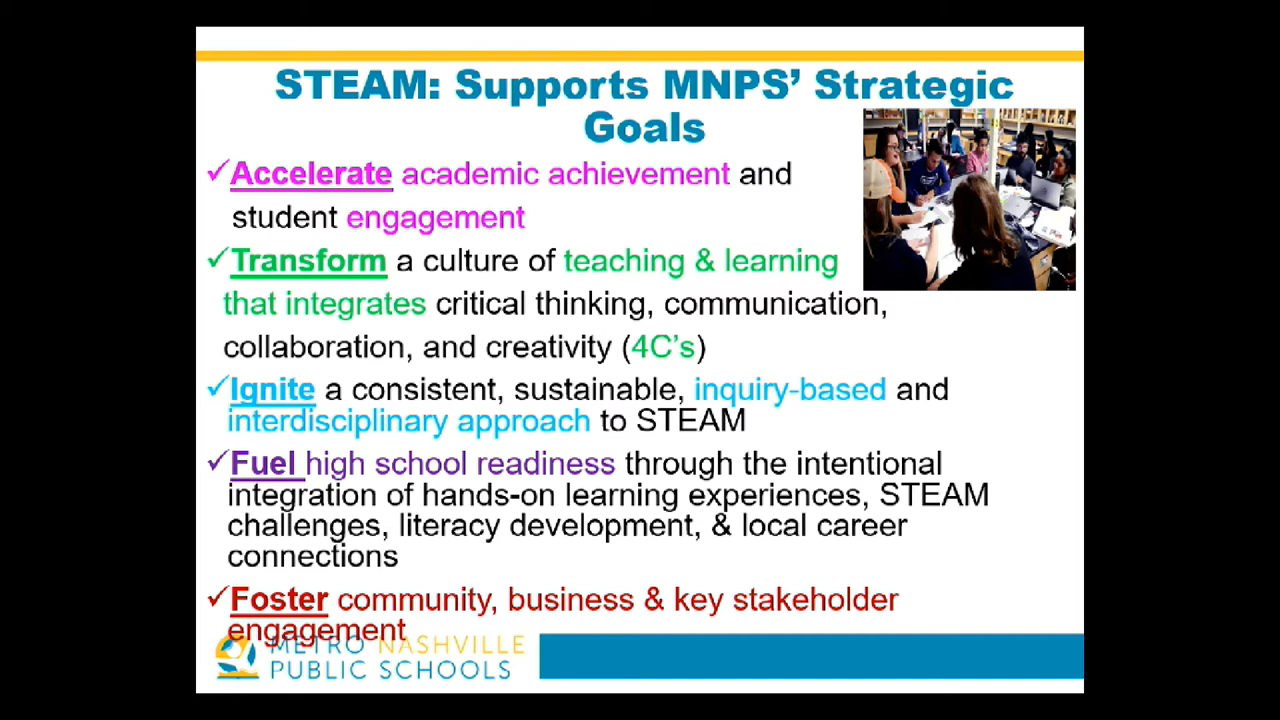 STEAM: Supports MNPS’ Strategic
Goals
✓Accelerate academic achievement and
student engagement
✓Transform a culture of teaching & learning
that integrates critical thinking, communication,
collaboration, and creativity (4C’s)
✓Ignite a consistent, sustainable, inquiry-based and
interdisciplinary approach to STEAM
✓Fuel high school readiness through the intentional
integration of hands-on learning experiences, STEAM
challenges, literacy development, & local career
connections
✓Foster community, business & key stakeholder
engagement
METRO NASHVILLE
PUBLIC SCHOOLS